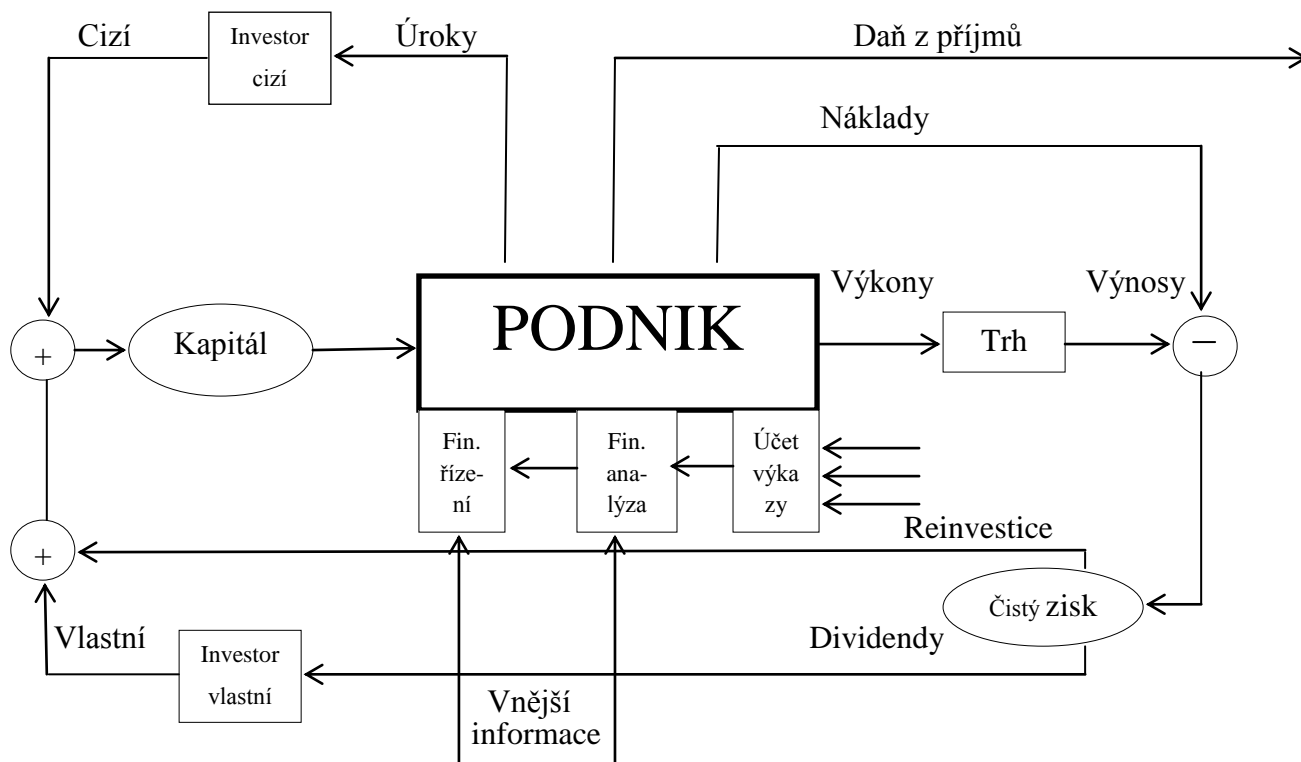 Cizí
Investor
cizí
Úroky
Daň z příjmů
Náklady
PODNIK
Výkony
Výnosy
+
Kapitál
Trh
−
Fin.
říze-
ní
Fin.
ana-
lýza
Účet
výka
zy
Reinvestice
+
Čistý zisk
Vlastní
Investor
vlastní
Dividendy
Vnější
informace